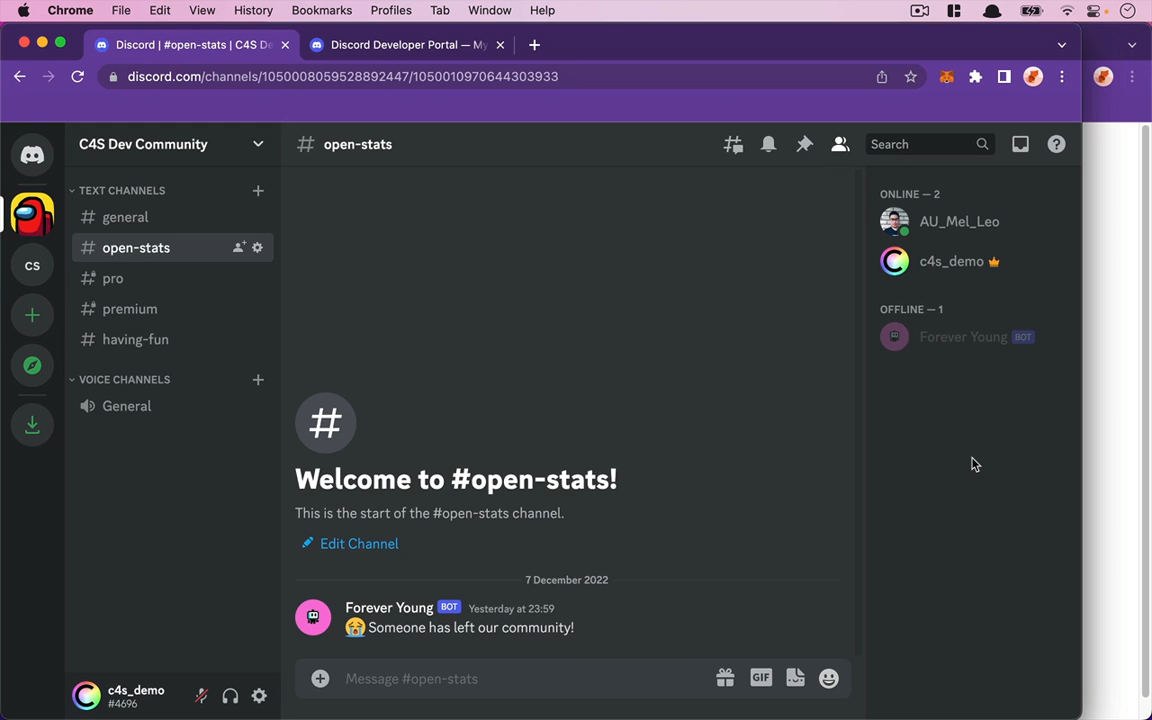 Chrome File Edit View History Bookmarks Profiles Tab Window Help
Discord | #open-stats | C4S De
Discord Developer Portal — My
discord.com/channels/1050008059528892447/1050010970644303933
C4S Dev Community
open-stats
Search
TEXT CHANNELS
general
open-stats
pro
premium
having-fun
VOICE CHANNELS
General
CS
c4s_demo
#4696
Welcome to #open-stats!
This is the start of the #open-stats channel.
Edit Channel
7 December 2022
Forever Young BOT Yesterday at 23:59
Someone has left our community!
Message #open-stats
GIF
ONLINE — 2
AU_Mel_Leo
c4s_demo
OFFLINE — 1
Forever Young BOT